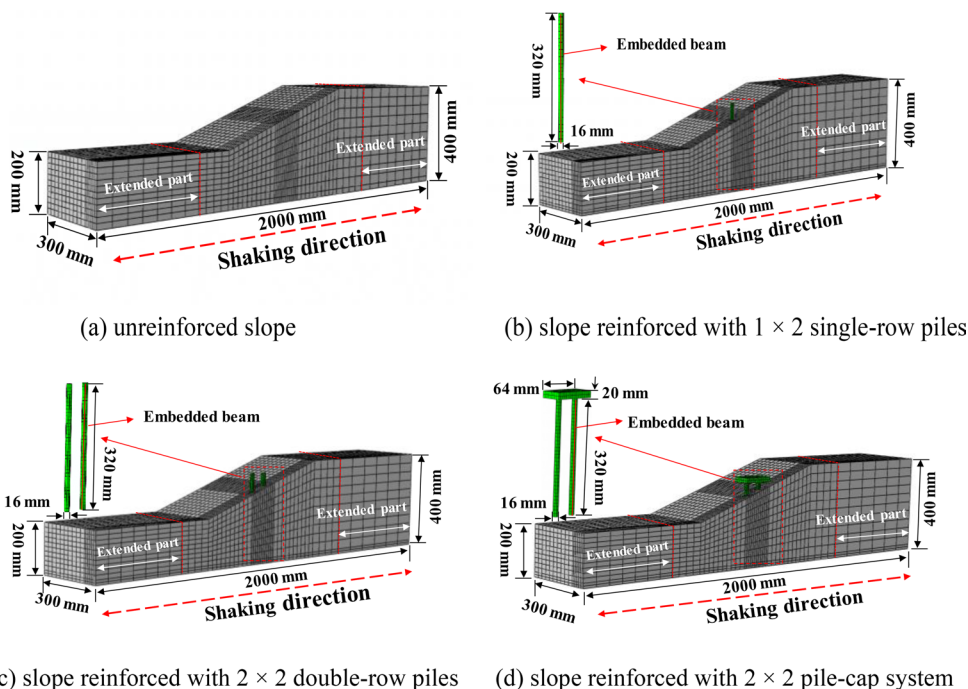 200 mm
Extended part
Extended part
400 mm
300 mm
2000 mm
Shaking direction
(a) unreinforced slope
320 mm
Embedded beam
16 mm
200 mm
Extended part
Extended part
400 mm
300 mm
2000 mm
Shaking direction
(b) slope reinforced with 1 × 2 single-row piles
Embedded beam
320 mm
16 mm
200 mm
Extended part
Extended part
400 mm
300 mm
2000 mm
Shaking direction
c) slope reinforced with 2 × 2 double-row piles
64 mm
20 mm
Embedded beam
320 mm
16 mm
200 mm
Extended part
Extended part
400 mm
300 mm
2000 mm
Shaking direction
(d) slope reinforced with 2 × 2 pile-cap system